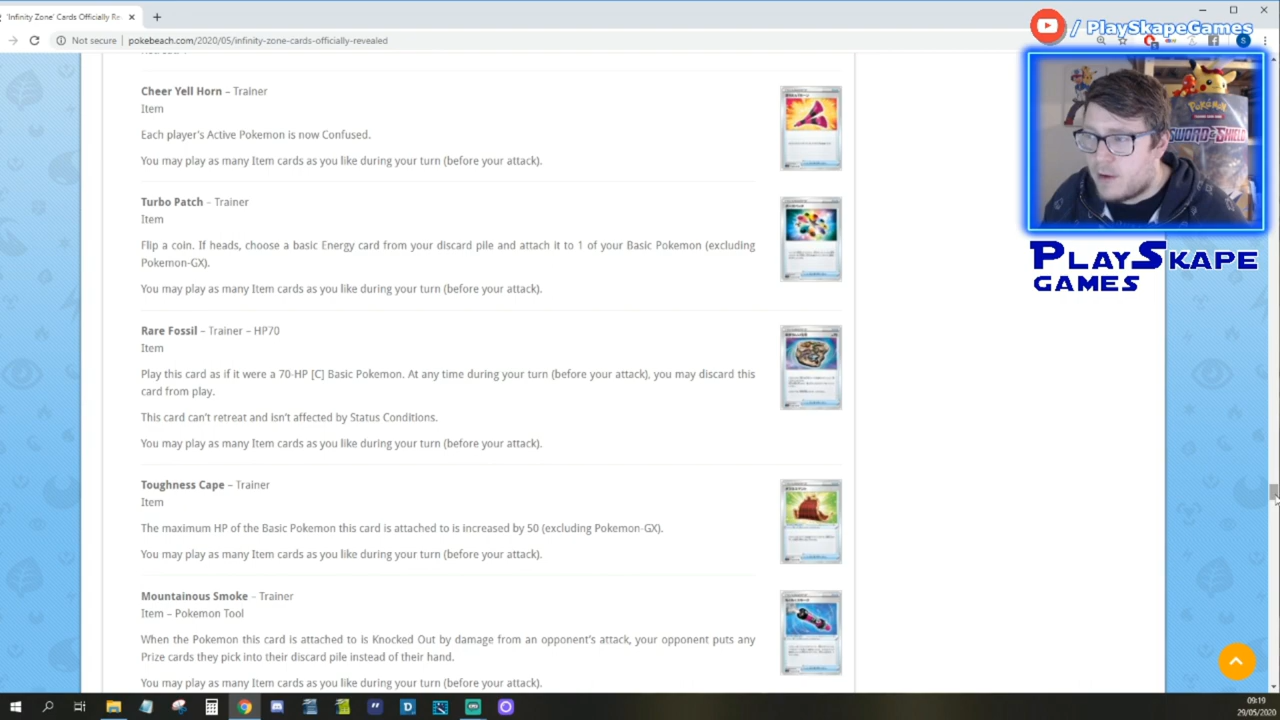 'Infinity Zone' Cards Officially Re
/ PlaySkapeGames
Not secure
pokebeach.com/2020/05/infinity-zone-cards-officially-revealed
Cheer Yell Horn – Trainer
Item
Each player's Active Pokemon is now Confused.
You may play as many Item cards as you like during your turn (before your attack).
Turbo Patch – Trainer
Item
Flip a coin. If heads, choose a basic Energy card from your discard pile and attach it to 1 of your Basic Pokemon (excluding
Pokemon-GX).
You may play as many Item cards as you like during your turn (before your attack).
Rare Fossil – Trainer – HP70
Item
Play this card as if it were a 70-HP [C] Basic Pokemon. At any time during your turn (before your attack), you may discard this
card from play.
This card can't retreat and isn't affected by Status Conditions.
You may play as many Item cards as you like during your turn (before your attack).
Toughness Cape – Trainer
Item
The maximum HP of the Basic Pokemon this card is attached to is increased by 50 (excluding Pokemon-GX).
You may play as many Item cards as you like during your turn (before your attack).
Mountainous Smoke – Trainer
Item – Pokemon Tool
When the Pokemon this card is attached to is Knocked Out by damage from an opponent's attack, your opponent puts any
Prize cards they pick into their discard pile instead of their hand.
You may play as many Item cards as you like during your turn (before your attack).
POKéMON
SWORD & SHIELD
PLAYSKAPE
GAMES
09:19
29/05/2020